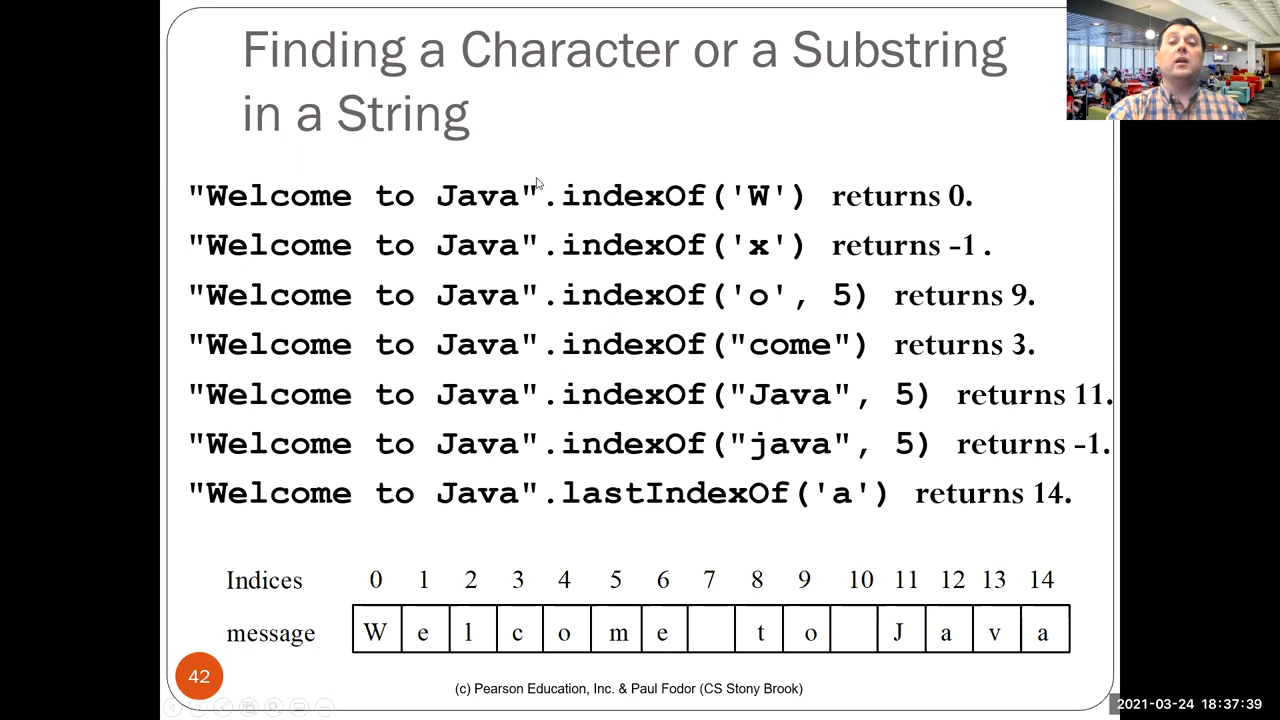 Finding a Character or a Substring
in a String
"Welcome to Java".indexOf('W') returns 0.
"Welcome to Java".indexOf('x') returns -1 .
"Welcome to Java".indexOf('o', 5) returns 9.
"Welcome to Java".indexOf("come") returns 3.
"Welcome to Java".indexOf("Java", 5) returns 11.
"Welcome to Java".indexOf("java", 5) returns -1.
"Welcome to Java".lastIndexOf('a') returns 14.
Indices 0 1 2 3 4 5 6 7 8 9 10 11 12 13 14
message W e l c o m e t o J a v a
42
(c) Pearson Education, Inc. & Paul Fodor (CS Stony Brook)
2021-03-24 18:37:39